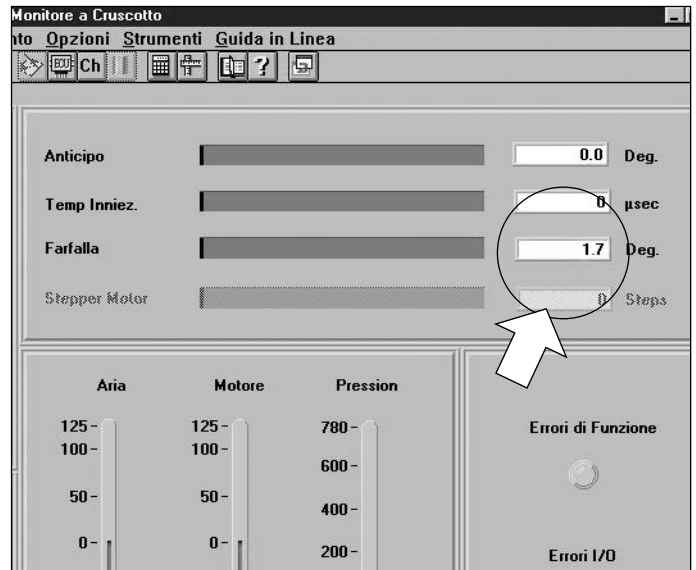 Monitore a Cruscotto
nto Opzioni Strumenti Guida in Linea
ECU Ch ?
Anticipo 0.0 Deg.
Temp Inniez. 0 µsec
Farfalla 1.7 Deg.
Stepper Motor 0 Steps
Aria Motore Pression
125 125 780
100 100
600
50 50
400
0 0
200
Errori di Funzione
Errori I/O